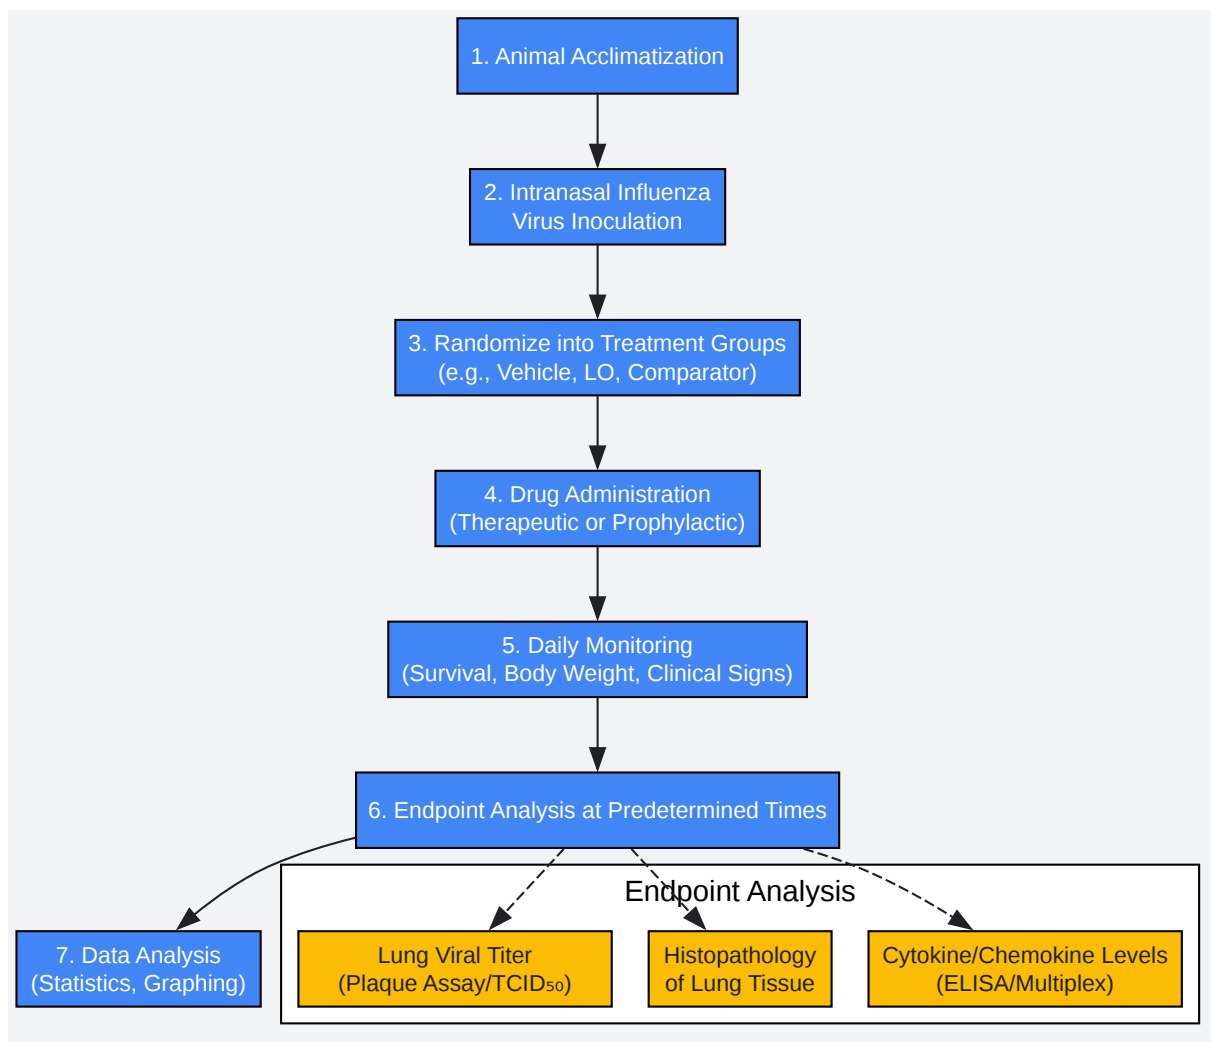 1. Animal Acclimatization
2. Intranasal Influenza
Virus Inoculation
3. Randomize into Treatment Groups
(e.g., Vehicle, LO, Comparator)
4. Drug Administration
(Therapeutic or Prophylactic)
5. Daily Monitoring
(Survival, Body Weight, Clinical Signs)
6. Endpoint Analysis at Predetermined Times
Endpoint Analysis
7. Data Analysis
(Statistics, Graphing)
Lung Viral Titer
(Plaque Assay/TCID₅₀)
Histopathology
of Lung Tissue
Cytokine/Chemokine Levels
(ELISA/Multiplex)